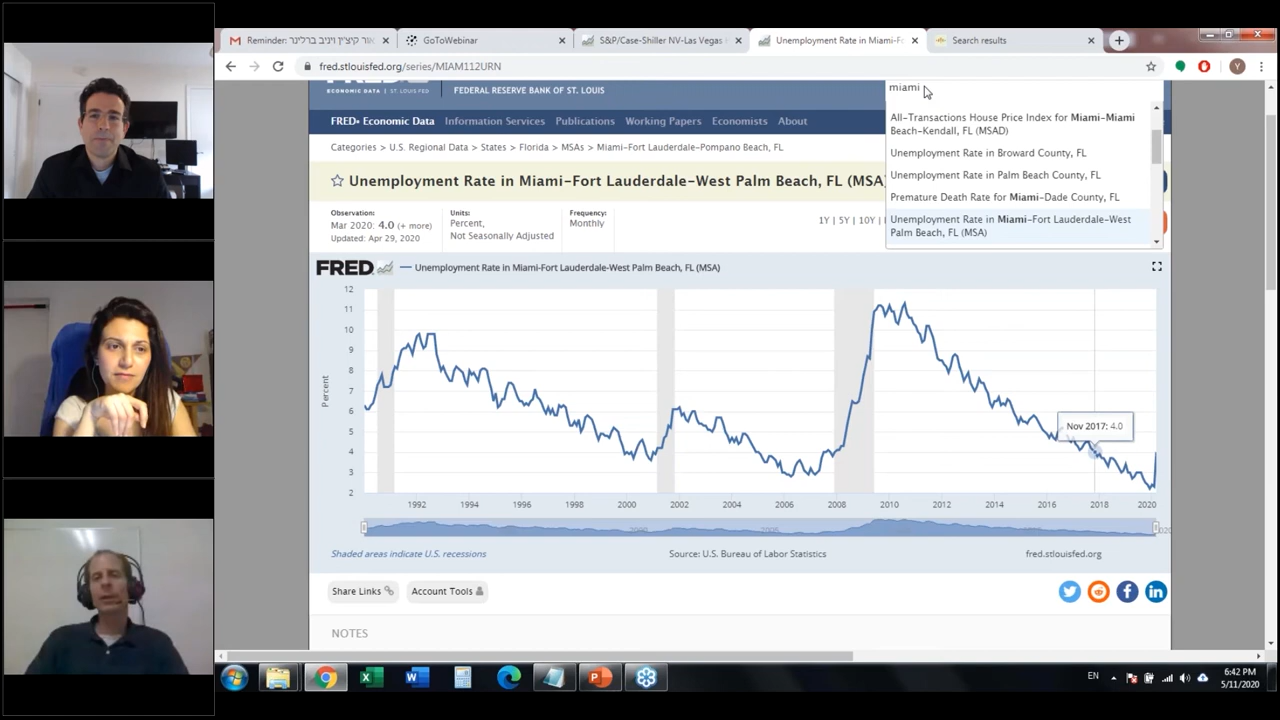 Reminder: אור קיצ'ין ויניב ברלינר
GoToWebinar
S&P/Case-Shiller NV-Las Vegas H
Unemployment Rate in Miami-Fo
Search results
fred.stlouisfed.org/series/MIAM112URN
Y
ECONOMIC DATA | ST. LOUIS FED
FEDERAL RESERVE BANK OF ST. LOUIS
miami
FRED® Economic Data
Information Services
Publications
Working Papers
Economists
About
All-Transactions House Price Index for Miami-Miami
Beach-Kendall, FL (MSAD)
Unemployment Rate in Broward County, FL
Unemployment Rate in Palm Beach County, FL
Premature Death Rate for Miami-Dade County, FL
Unemployment Rate in Miami-Fort Lauderdale-West
Palm Beach, FL (MSA)
Categories > U.S. Regional Data > States > Florida > MSAs > Miami-Fort Lauderdale-Pompano Beach, FL
Unemployment Rate in Miami-Fort Lauderdale-West Palm Beach, FL (MSA)
Observation:
Mar 2020: 4.0 (+ more)
Updated: Apr 29, 2020
Units:
Percent,
Not Seasonally Adjusted
Frequency:
Monthly
1Y | 5Y | 10Y |
FRED
Unemployment Rate in Miami-Fort Lauderdale-West Palm Beach, FL (MSA)
12
11
10
9
8
7
6
5
4
3
2
Percent
Nov 2017: 4.0
1992
1994
1996
1998
2000
2002
2004
2006
2008
2010
2012
2014
2016
2018
2020
Shaded areas indicate U.S. recessions
Source: U.S. Bureau of Labor Statistics
fred.stlouisfed.org
Share Links
Account Tools
NOTES
EN
6:42 PM
5/11/2020